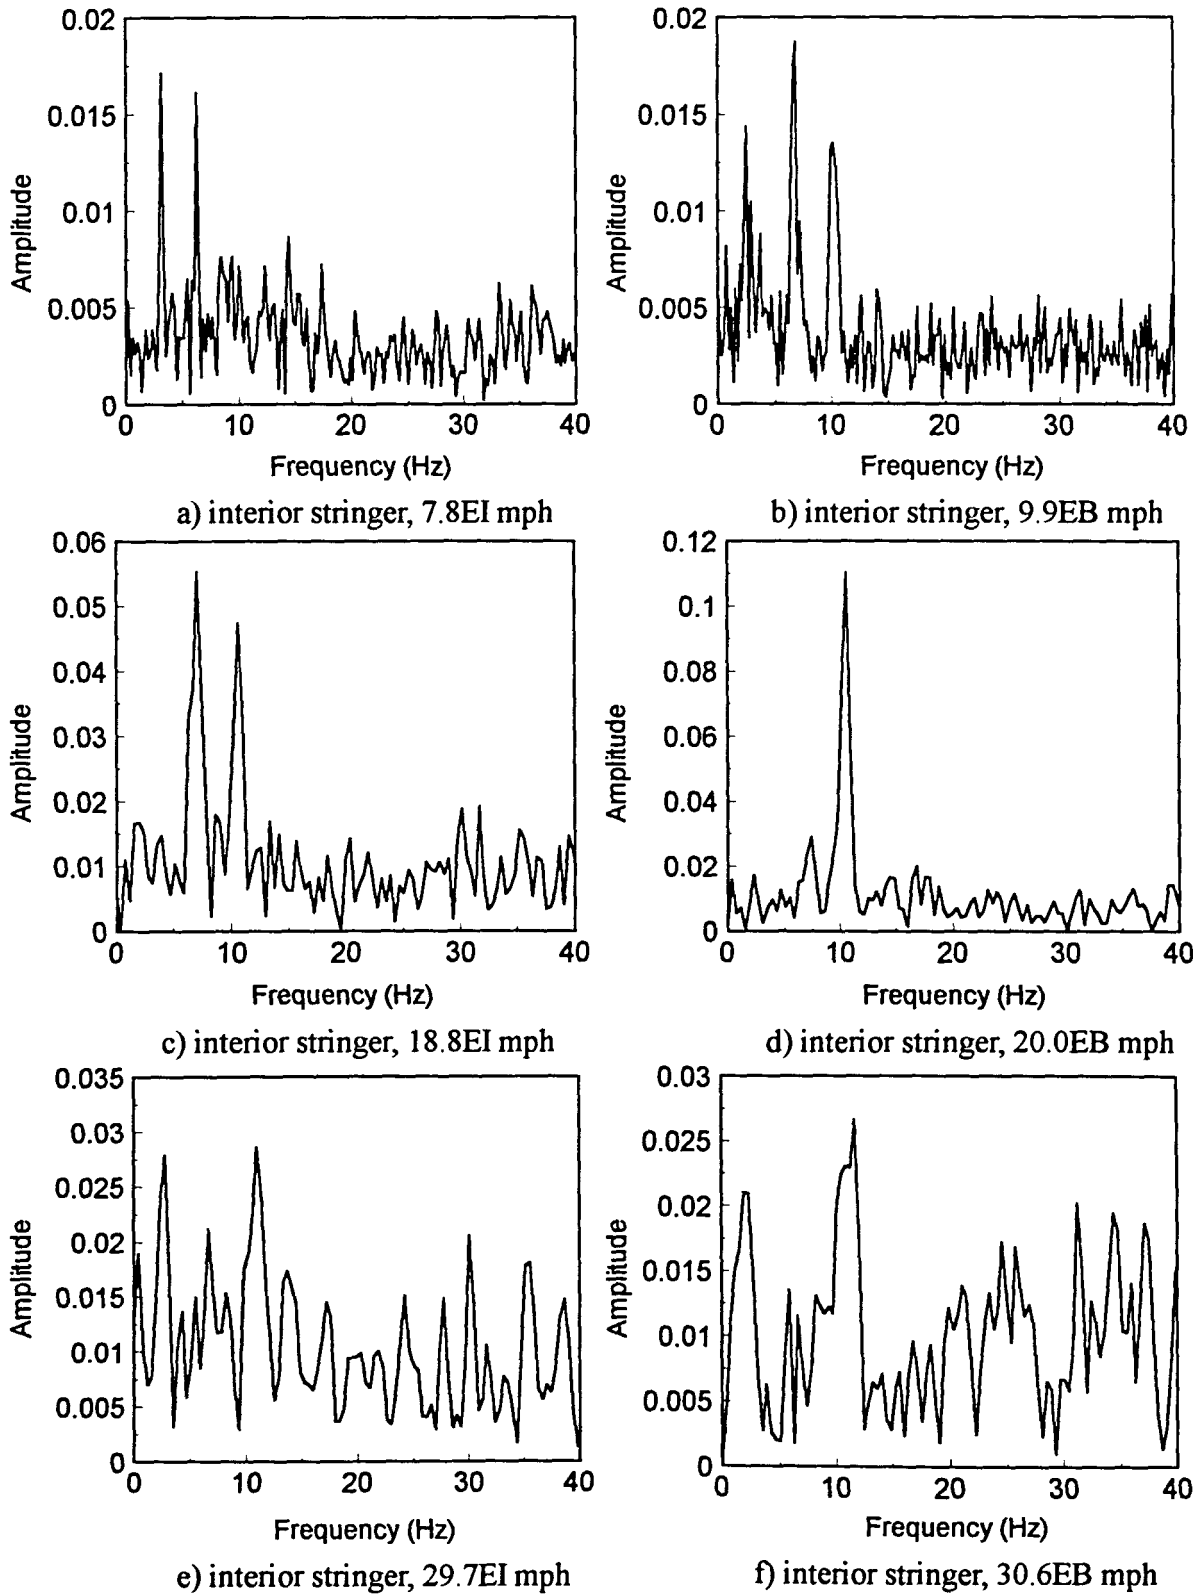 0.02
0.015
0.01
0.005
0
Amplitude
0 10 20 30 40
Frequency (Hz)
a) interior stringer, 7.8EI mph
0.02
0.015
0.01
0.005
0
Amplitude
0 10 20 30 40
Frequency (Hz)
b) interior stringer, 9.9EB mph
0.06
0.05
0.04
0.03
0.02
0.01
0
Amplitude
0 10 20 30 40
Frequency (Hz)
c) interior stringer, 18.8EI mph
0.12
0.1
0.08
0.06
0.04
0.02
0
Amplitude
0 10 20 30 40
Frequency (Hz)
d) interior stringer, 20.0EB mph
0.035
0.03
0.025
0.02
0.015
0.01
0.005
0
Amplitude
0 10 20 30 40
Frequency (Hz)
e) interior stringer, 29.7EI mph
0.03
0.025
0.02
0.015
0.01
0.005
0
Amplitude
0 10 20 30 40
Frequency (Hz)
f) interior stringer, 30.6EB mph